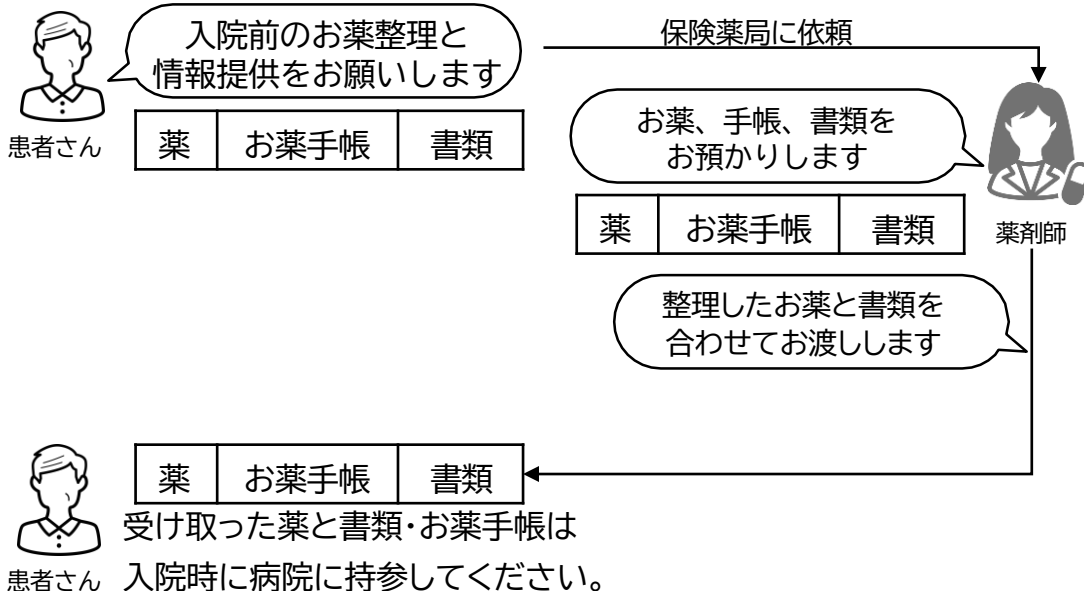 入院前のお薬整理と
情報提供をお願いします
保険薬局に依頼
患者さん
薬 お薬手帳 書類
お薬、手帳、書類を
お預かりします
薬 お薬手帳 書類
薬剤師
整理したお薬と書類を
合わせてお渡しします
薬 お薬手帳 書類
受け取った薬と書類・お薬手帳は
患者さん
入院時に病院に持参してください。